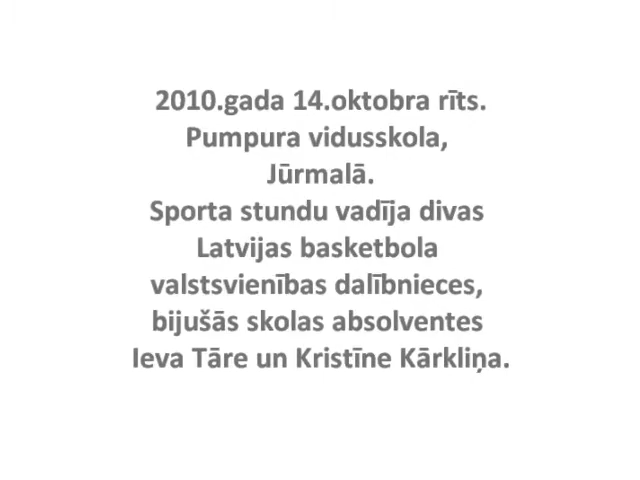 2010.gada 14.oktobra rīts.
Pumpura vidusskola,
Jūrmalā.
Sporta stundu vadīja divas
Latvijas basketbola
valstsvienības dalībnieces,
bijušās skolas absolventes
Ieva Tāre un Kristīne Kārkliņa.